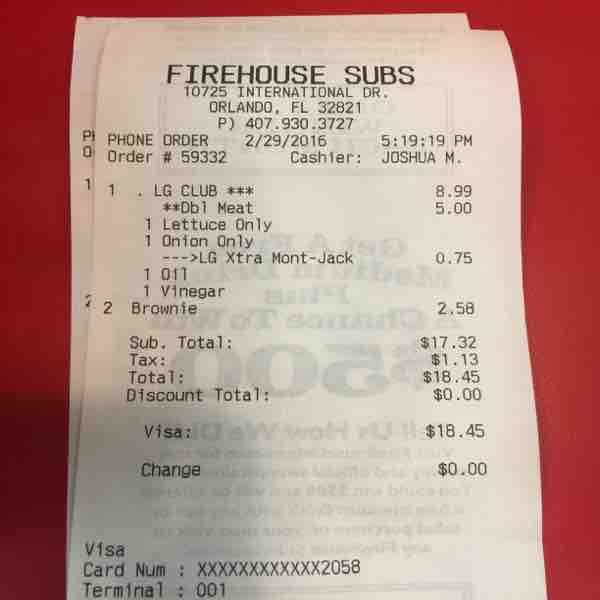 FIREHOUSE SUBS
10725 INTERNATIONAL DR.
ORLANDO, FL 32821
P) 407.930.3727
PHONE ORDER 2/29/2016 5:19:19 PM
Order # 59332 Cashier: JOSHUA M.
1 . LG CLUB *** 8.99
**Dbl Meat 5.00
1 Lettuce Only
1 Onion Only
--->LG Xtra Mont-Jack 0.75
1 Oil
1 Vinegar
2 Brownie 2.58
Sub. Total: $17.32
Tax: $1.13
Total: $18.45
Discount Total: $0.00
Visa: $18.45
Change $0.00
Visa
Card Num : XXXXXXXXXXXX2058
Terminal : 001